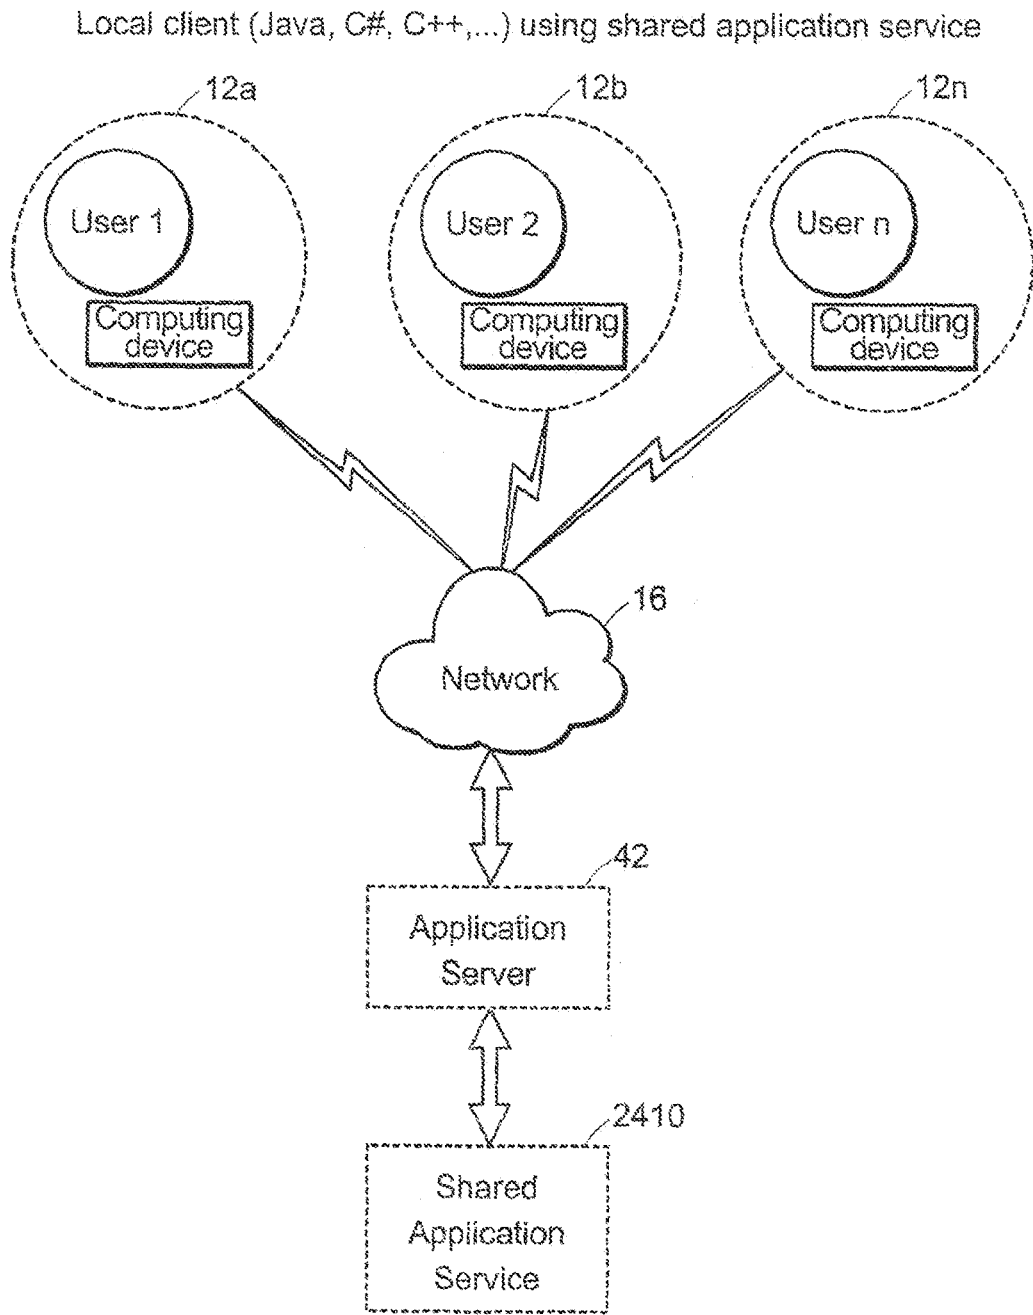 Local client (Java, C#, C++,...) using shared application service
12a
12b
12n
User 1
User 2
User n
Computing
device
Computing
device
Computing
device
16
Network
42
Application
Server
2410
Shared
Application
Service